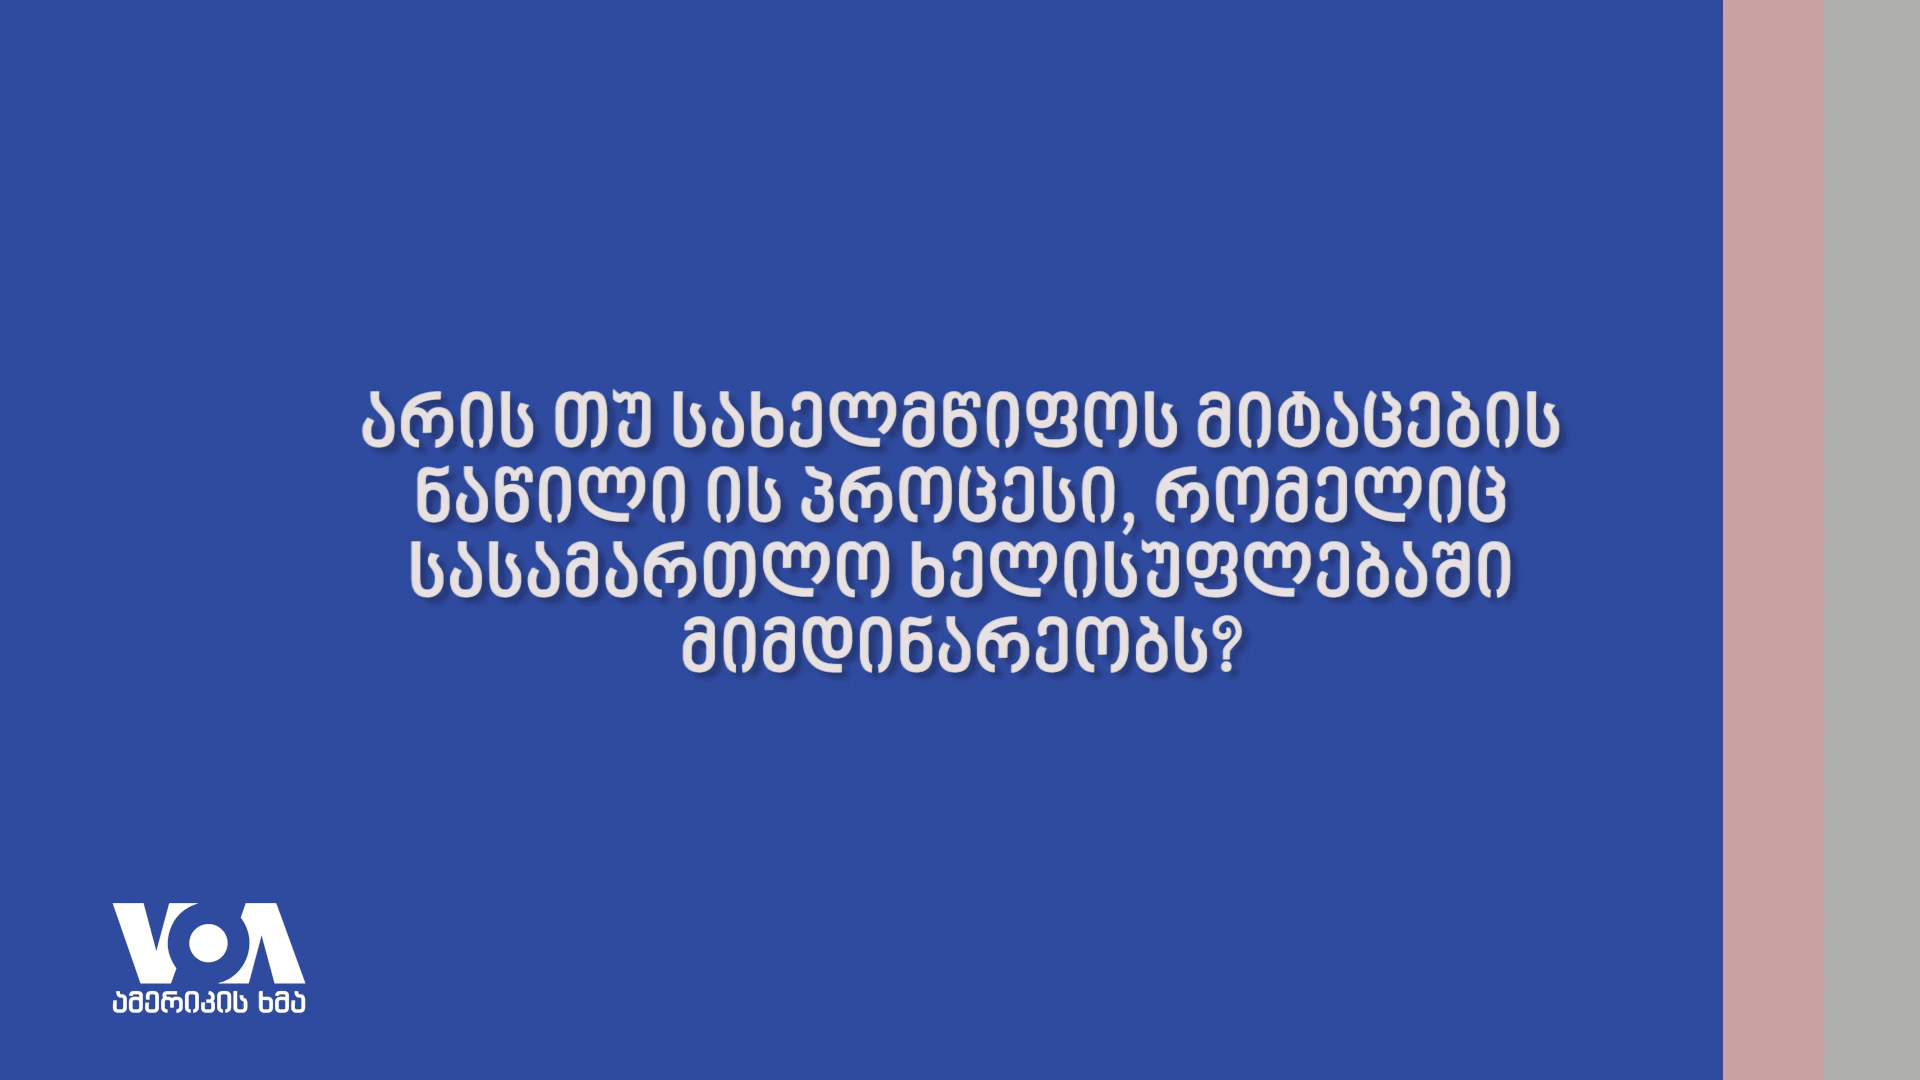 არის თუ სახელმწიფოს მიტაცების
ნაწილი ის პროცესი, რომელიც
სასამართლო ხელისუფლებაში
მიმდინარეობს?
VOA
ამერიკის ხმა